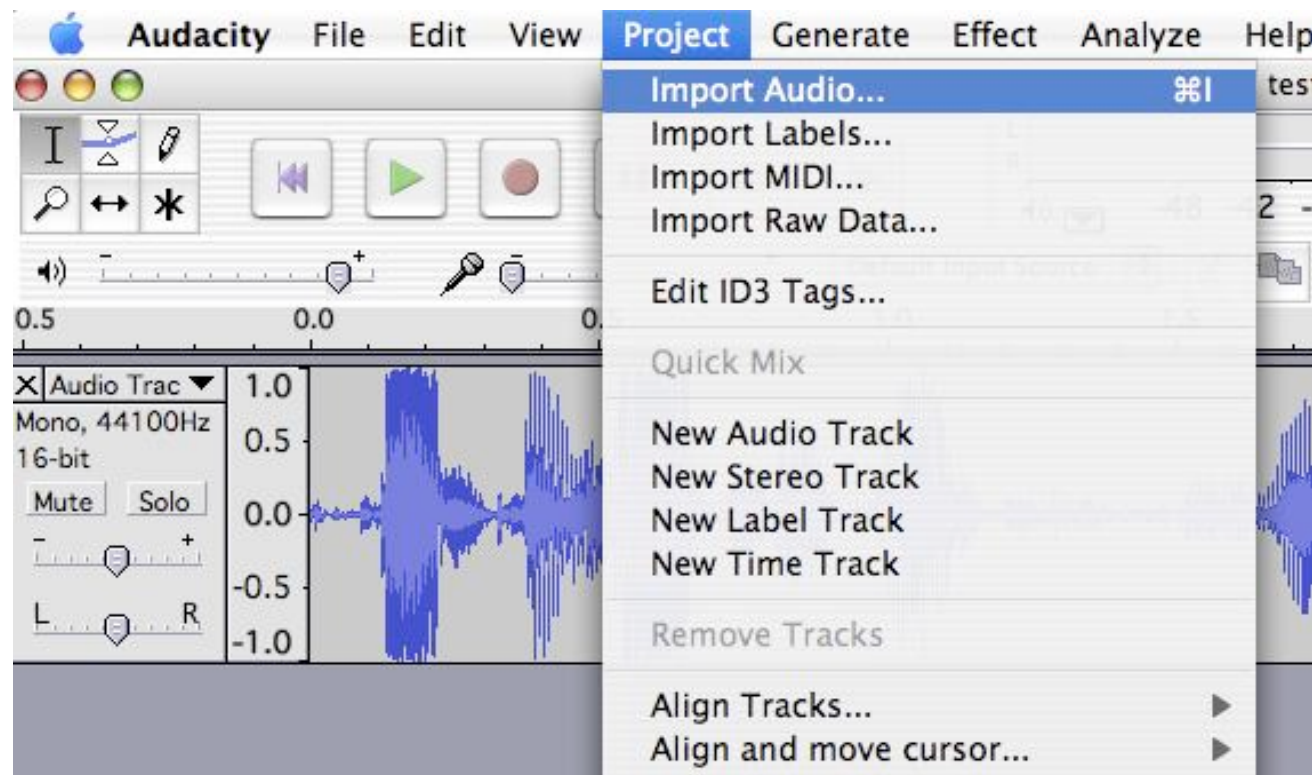 Audacity File Edit View Project Generate Effect Analyze Help
Import Audio... ⌘I
Import Labels...
Import MIDI...
Import Raw Data...
Edit ID3 Tags...
Quick Mix
New Audio Track
New Stereo Track
New Label Track
New Time Track
Remove Tracks
Align Tracks...
Align and move cursor...
- +
-
0.5 0.0
Audio Trac
Mono, 44100Hz
16-bit
Mute Solo
- +
L R
1.0
0.5
0.0
-0.5
-1.0